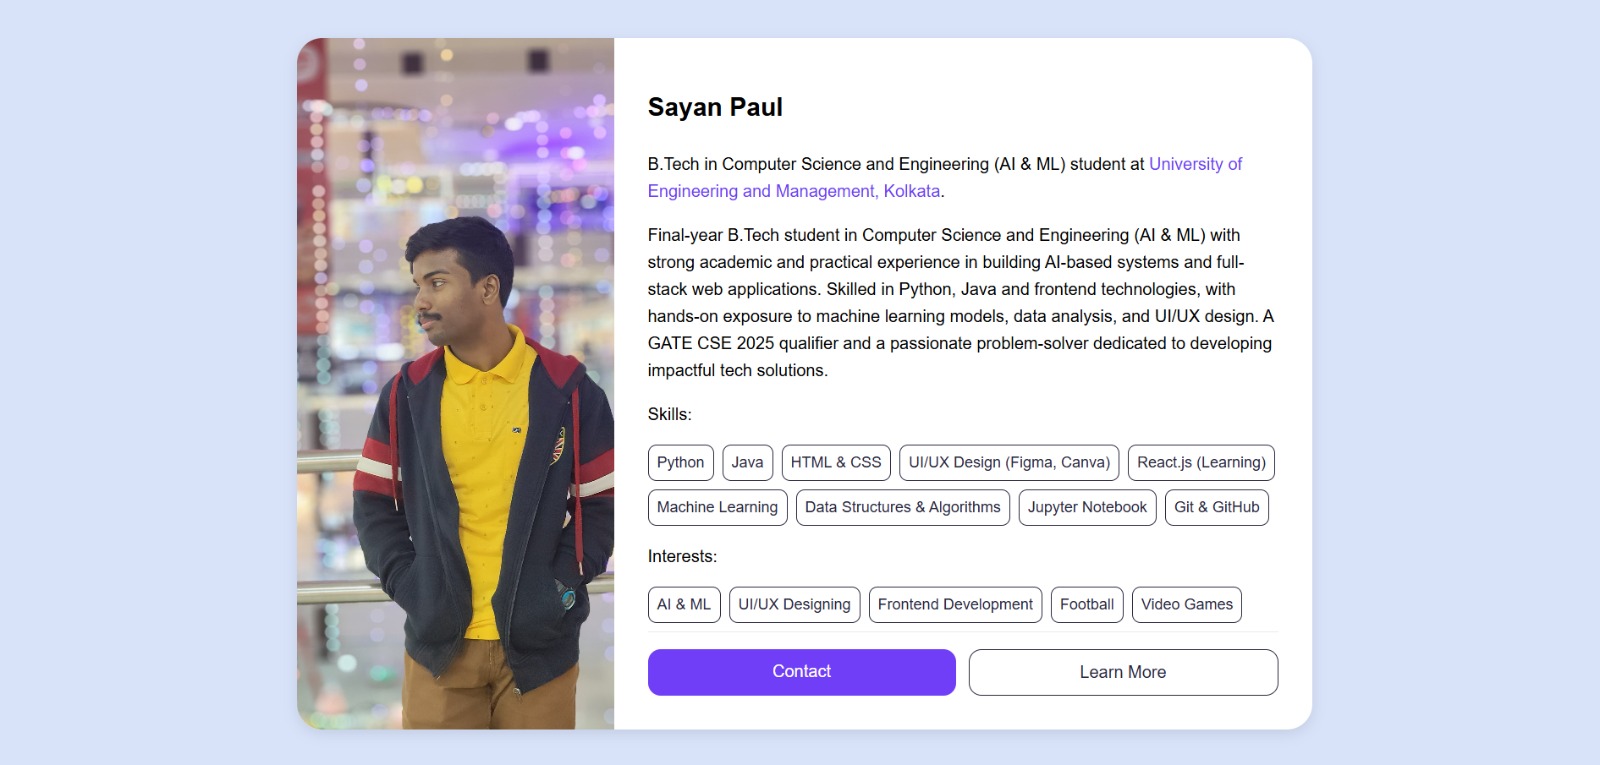 Sayan Paul
B.Tech in Computer Science and Engineering (AI & ML) student at University of
Engineering and Management, Kolkata.
Final-year B.Tech student in Computer Science and Engineering (AI & ML) with
strong academic and practical experience in building AI-based systems and full-
stack web applications. Skilled in Python, Java and frontend technologies, with
hands-on exposure to machine learning models, data analysis, and UI/UX design. A
GATE CSE 2025 qualifier and a passionate problem-solver dedicated to developing
impactful tech solutions.
Skills:
Python Java HTML & CSS UI/UX Design (Figma, Canva) React.js (Learning)
Machine Learning Data Structures & Algorithms Jupyter Notebook Git & GitHub
Interests:
AI & ML UI/UX Designing Frontend Development Football Video Games
Contact Learn More